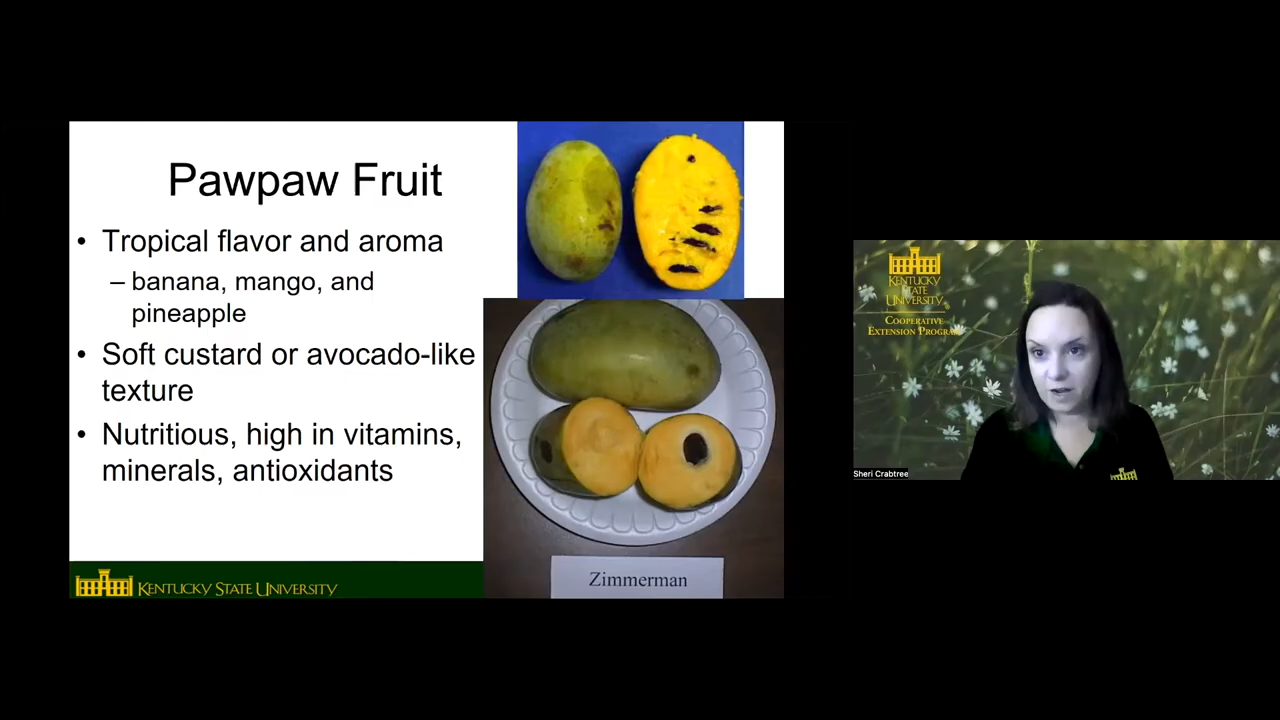 Pawpaw Fruit
• Tropical flavor and aroma
– banana, mango, and
pineapple
• Soft custard or avocado-like
texture
• Nutritious, high in vitamins,
minerals, antioxidants
KENTUCKY STATE UNIVERSITY
Zimmerman
KENTUCKY
STATE
UNIVERSITY
COOPERATIVE
EXTENSION PROGRAM
Sheri Crabtree